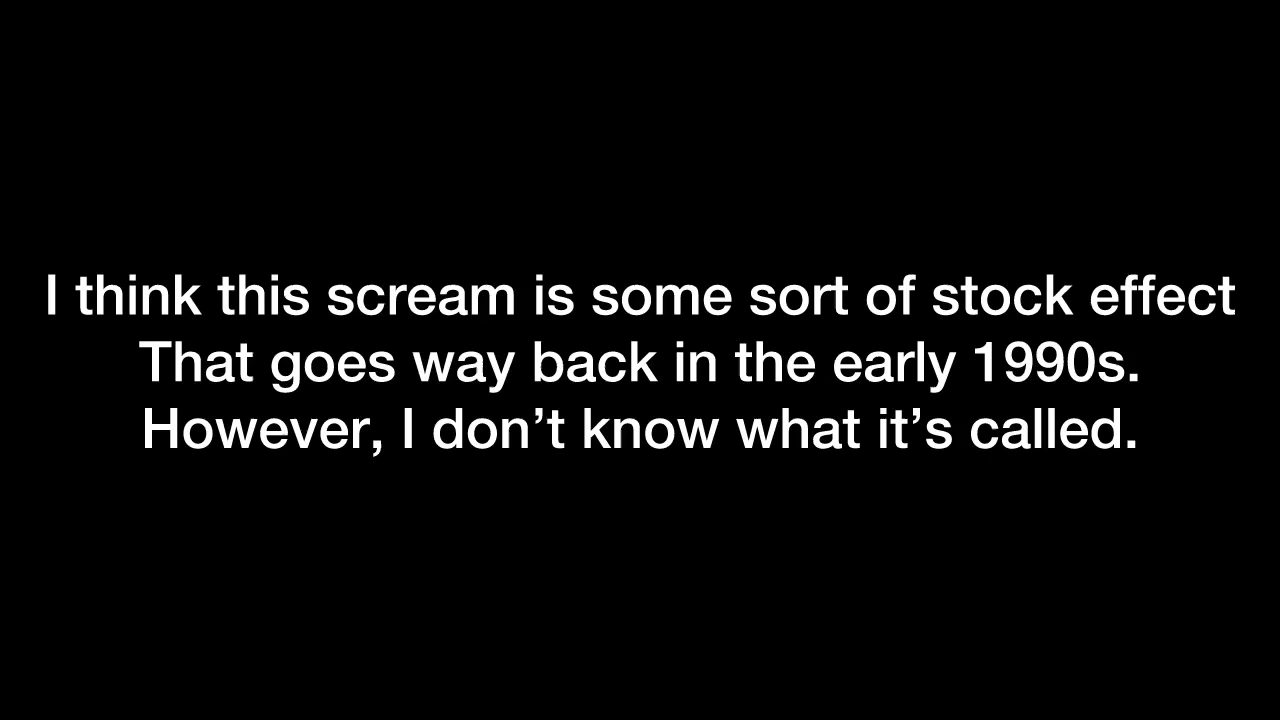 I think this scream is some sort of stock effect
That goes way back in the early 1990s.
However, I don’t know what it’s called.